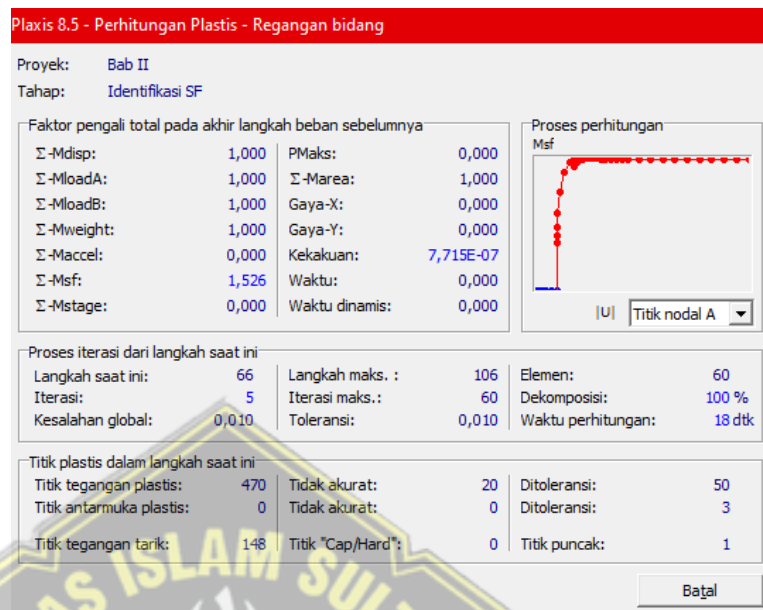 Plaxis 8.5 - Perhitungan Plastis - Regangan bidang
Proyek: Bab II
Tahap: Identifikasi SF
Faktor pengali total pada akhir langkah beban sebelumnya
Σ-Mdisp: 1,000 PMaks: 0,000
Σ-MloadA: 1,000 Σ-Marea: 1,000
Σ-MloadB: 1,000 Gaya-X: 0,000
Σ-Mweight: 1,000 Gaya-Y: 0,000
Σ-Maccel: 0,000 Kekakuan: 7,715E-07
Σ-Msf: 1,526 Waktu: 0,000
Σ-Mstage: 0,000 Waktu dinamis: 0,000
Proses perhitungan
Msf
|U| Titik nodal A
Proses iterasi dari langkah saat ini
Langkah saat ini: 66 Langkah maks. : 106 Elemen: 60
Iterasi: 5 Iterasi maks.: 60 Dekomposisi: 100 %
Kesalahan global: 0,010 Toleransi: 0,010 Waktu perhitungan: 18 dtk
Titik plastis dalam langkah saat ini
Titik tegangan plastis: 470 Tidak akurat: 20 Ditoleransi: 50
Titik antarmuka plastis: 0 Tidak akurat: 0 Ditoleransi: 3
Titik tegangan tarik: 148 Titik "Cap/Hard": 0 Titik puncak: 1
AS ISLAM SUL
Batal